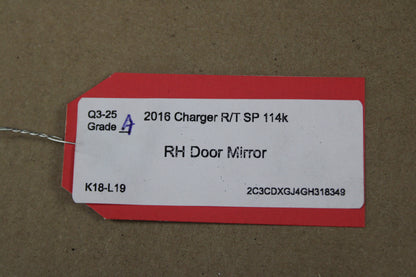 Q3-25
Grade A
2016 Charger R/T SP 114k
RH Door Mirror
K18-L19
2C3CDXGJ4GH318349